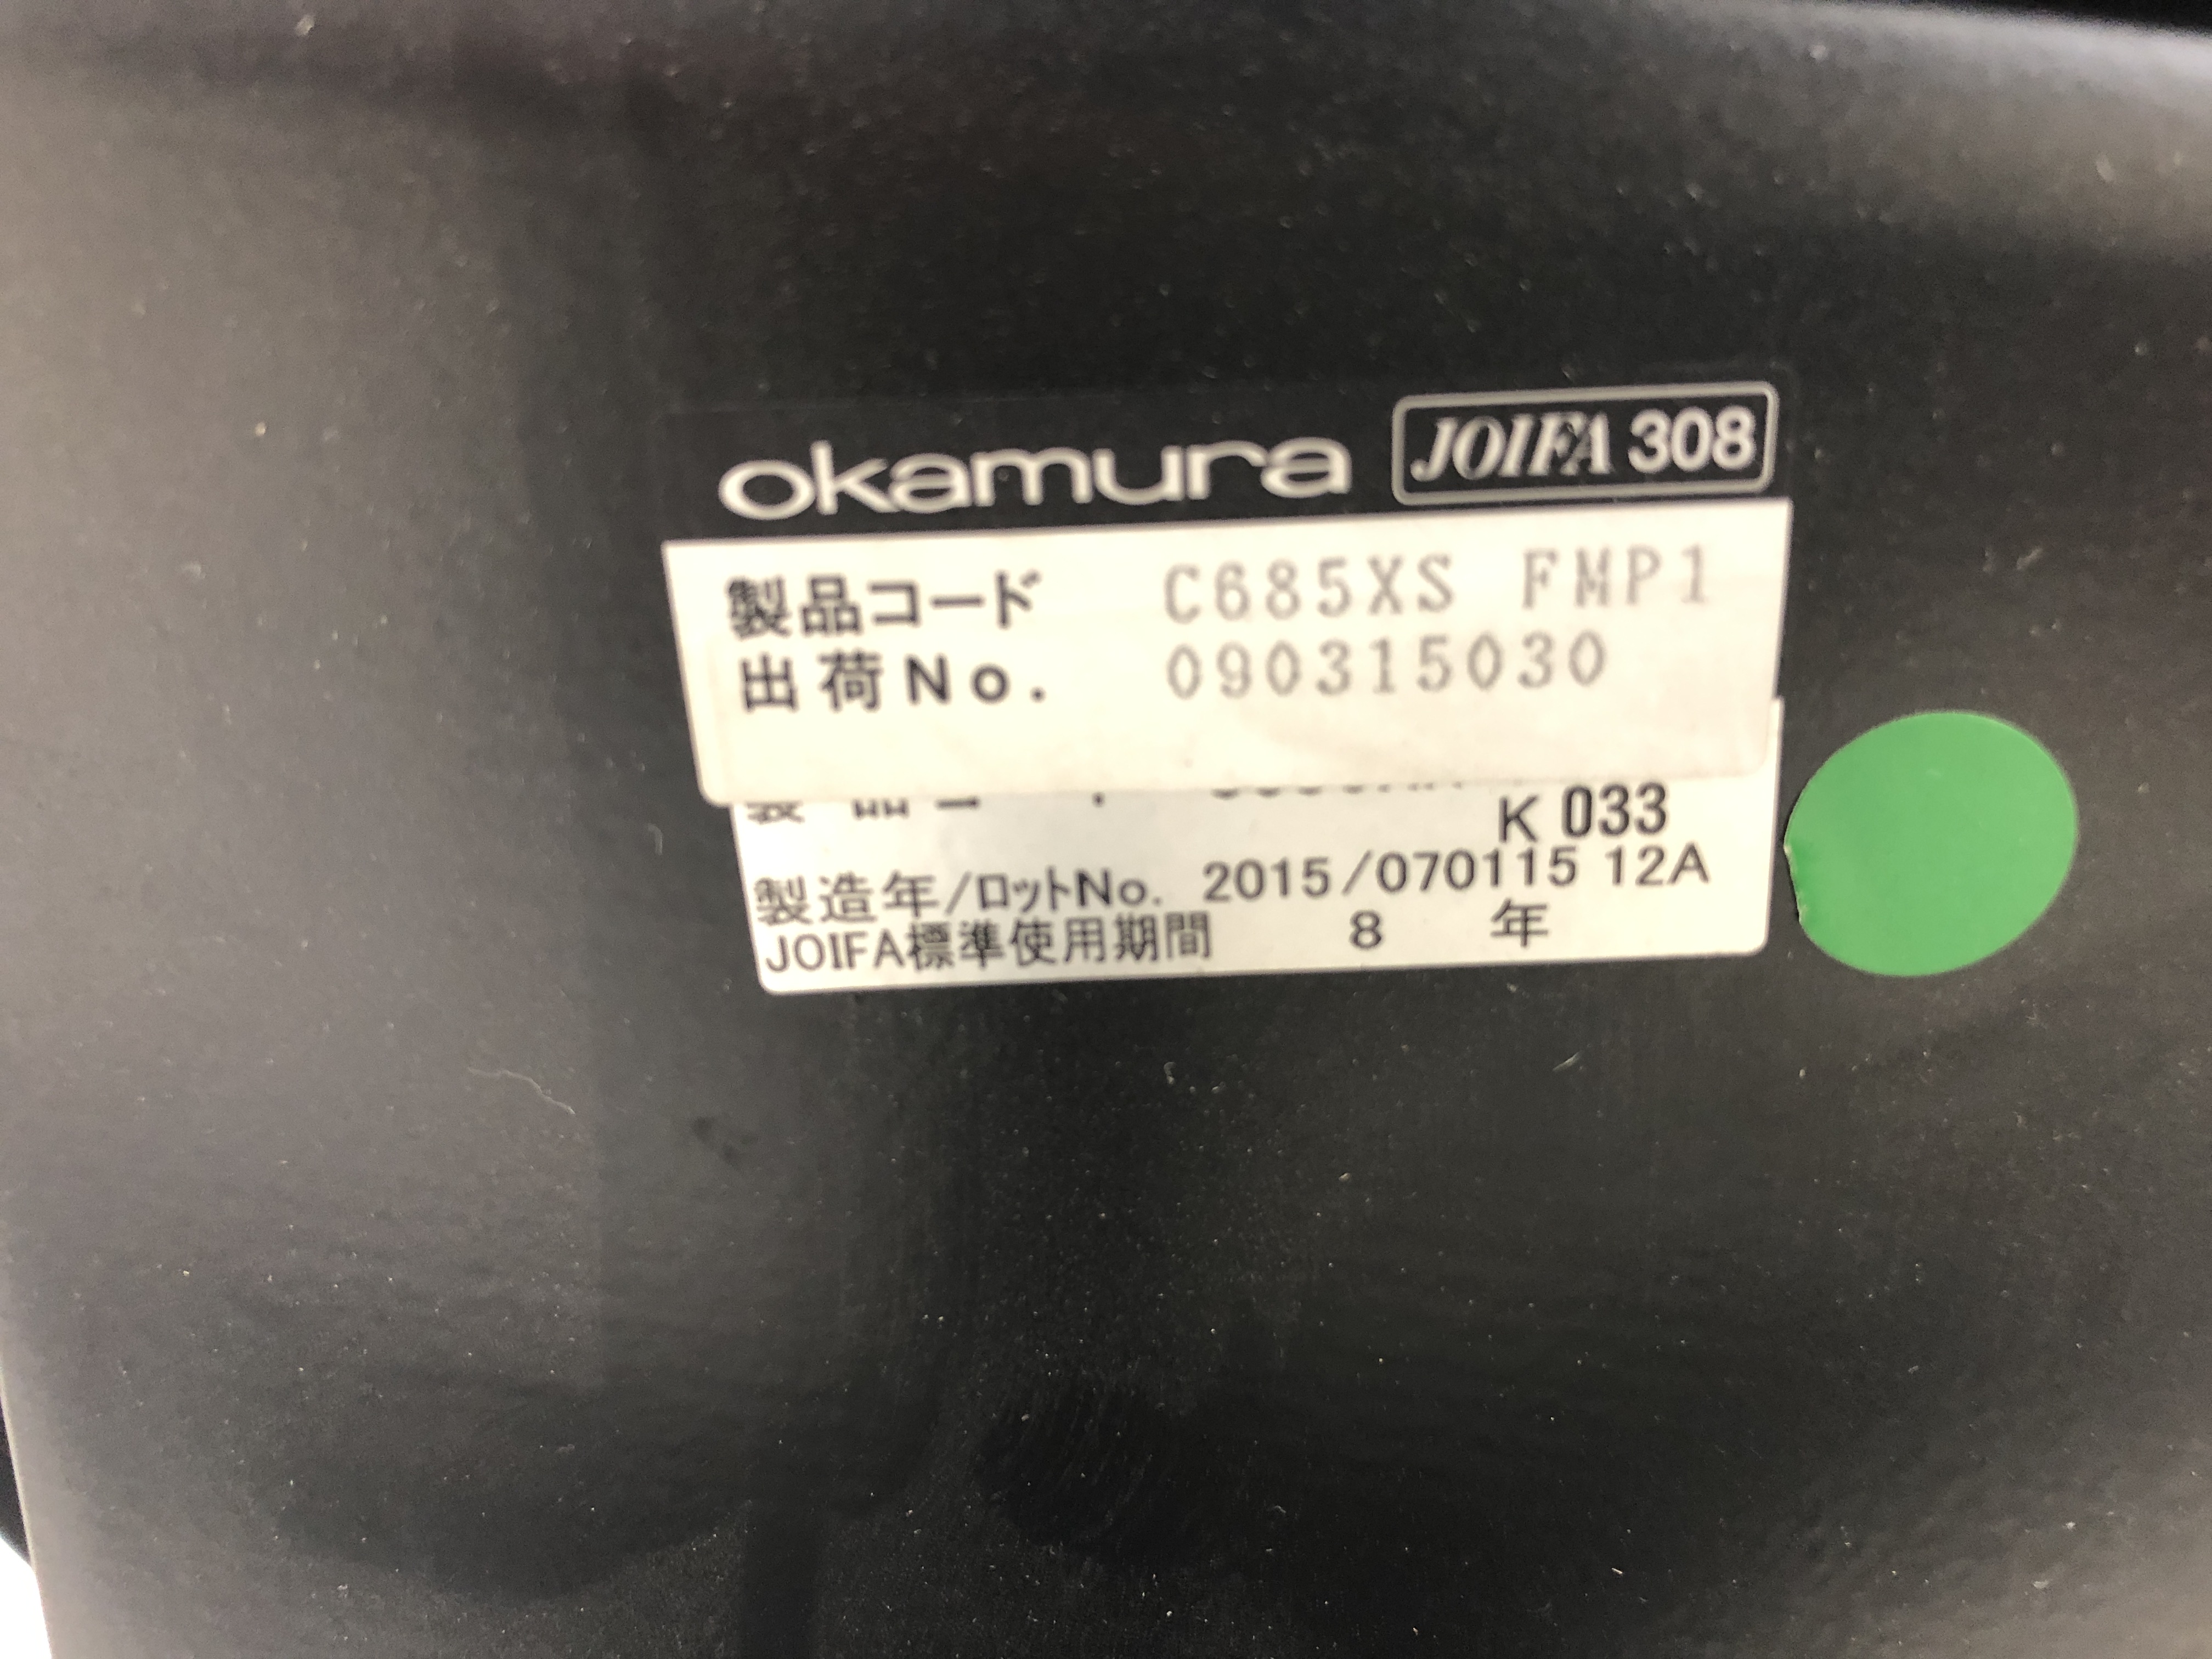 okamura JOIFA 308
製品コード C685XS FMP1
出荷No. 090315030
K 033
製造年/ロットNo. 2015/070115 12A
JOIFA標準使用期間 8 年